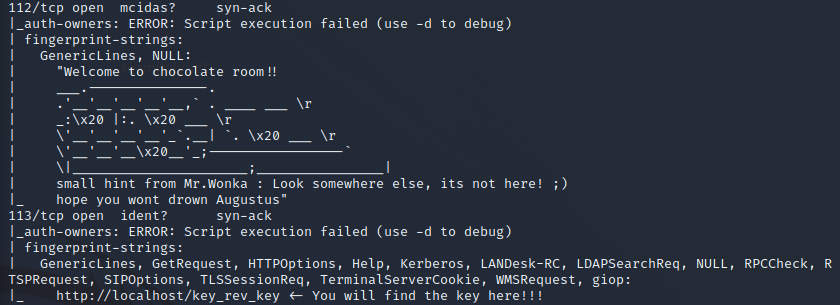 112/tcp open  mcidas?     syn-ack
|_auth-owners: ERROR: Script execution failed (use -d to debug)
| fingerprint-strings:
|   GenericLines, NULL:
|     "Welcome to chocolate room!!
|     ___.---------------.
|     .'__'__'__'__'__,` . ____ ___ \r
|     _:\x20 |:. \x20 ___ \r
|     \'__'__'__'__'_`.__| `. \x20 ___ \r
|     \'__'__'__\x20__'_;-----------------`
|     \|______________________;________________|
|     small hint from Mr.Wonka : Look somewhere else, its not here! ;)
|_    hope you wont drown Augustus"
113/tcp open  ident?      syn-ack
|_auth-owners: ERROR: Script execution failed (use -d to debug)
| fingerprint-strings:
|   GenericLines, GetRequest, HTTPOptions, Help, Kerberos, LANDesk-RC, LDAPSearchReq, NULL, RPCCheck, R
TSPRequest, SIPOptions, TLSSessionReq, TerminalServerCookie, WMSRequest, giop:
|_    http://localhost/key_rev_key <- You will find the key here!!!